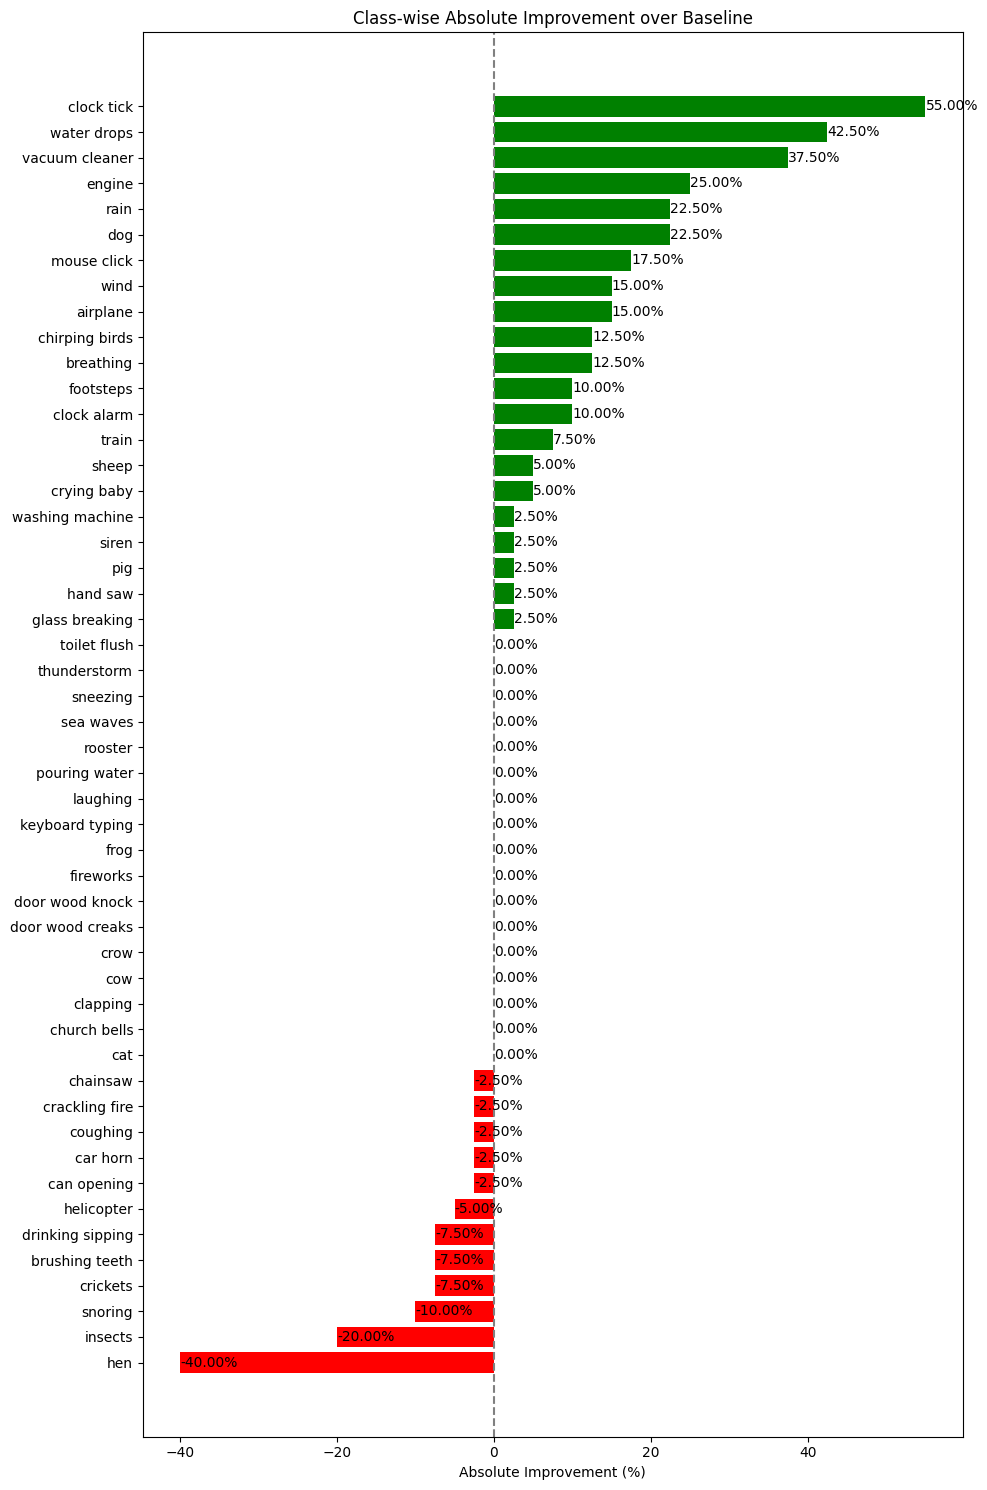 Class-wise Absolute Improvement over Baseline
clock tick 55.00%
water drops 42.50%
vacuum cleaner 37.50%
engine 25.00%
rain 22.50%
dog 22.50%
mouse click 17.50%
wind 15.00%
airplane 15.00%
chirping birds 12.50%
breathing 12.50%
footsteps 10.00%
clock alarm 10.00%
train 7.50%
sheep 5.00%
crying baby 5.00%
washing machine 2.50%
siren 2.50%
pig 2.50%
hand saw 2.50%
glass breaking 2.50%
toilet flush 0.00%
thunderstorm 0.00%
sneezing 0.00%
sea waves 0.00%
rooster 0.00%
pouring water 0.00%
laughing 0.00%
keyboard typing 0.00%
frog 0.00%
fireworks 0.00%
door wood knock 0.00%
door wood creaks 0.00%
crow 0.00%
cow 0.00%
clapping 0.00%
church bells 0.00%
cat 0.00%
chainsaw -2.50%
crackling fire -2.50%
coughing -2.50%
car horn -2.50%
can opening -2.50%
helicopter -5.00%
drinking sipping -7.50%
brushing teeth -7.50%
crickets -7.50%
snoring -10.00%
insects -20.00%
hen -40.00%
−40 −20 0 20 40
Absolute Improvement (%)